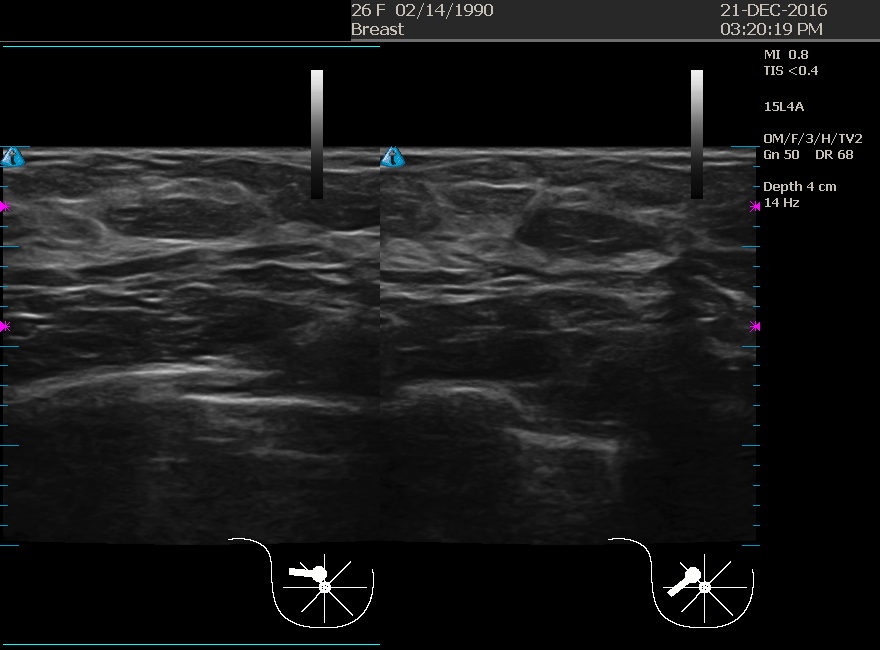 26 F 02/14/1990
Breast
21-DEC-2016
03:20:19 PM
MI 0.8
TIS <0.4
15L4A
OM/F/3/H/TV2
Gn 50 DR 68
Depth 4 cm
14 Hz